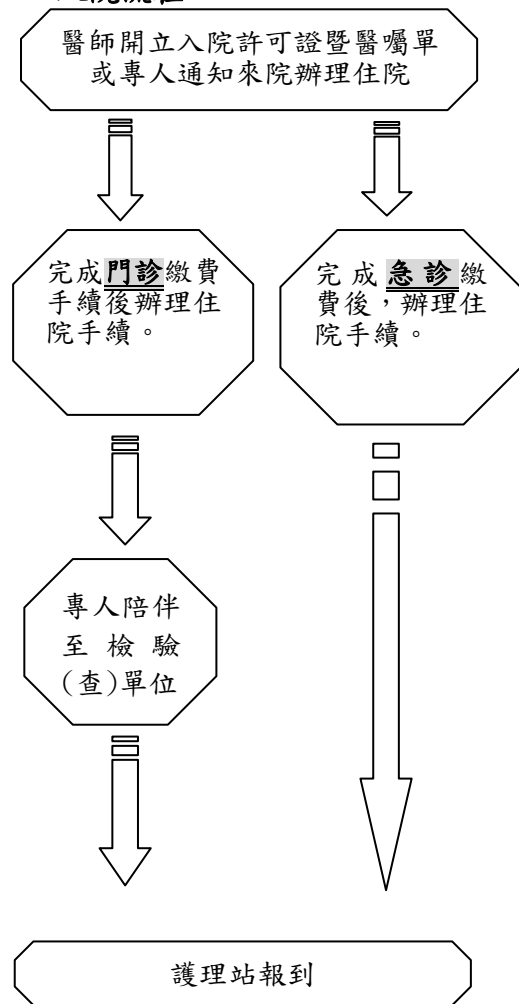 醫師開立入院許可證暨醫囑單
或專人通知來院辦理住院
完成門診繳費
手續後辦理住
院手續。
完成急診繳
費後，辦理住
院手續。
專人陪伴
至檢驗
(查)單位
護理站報到